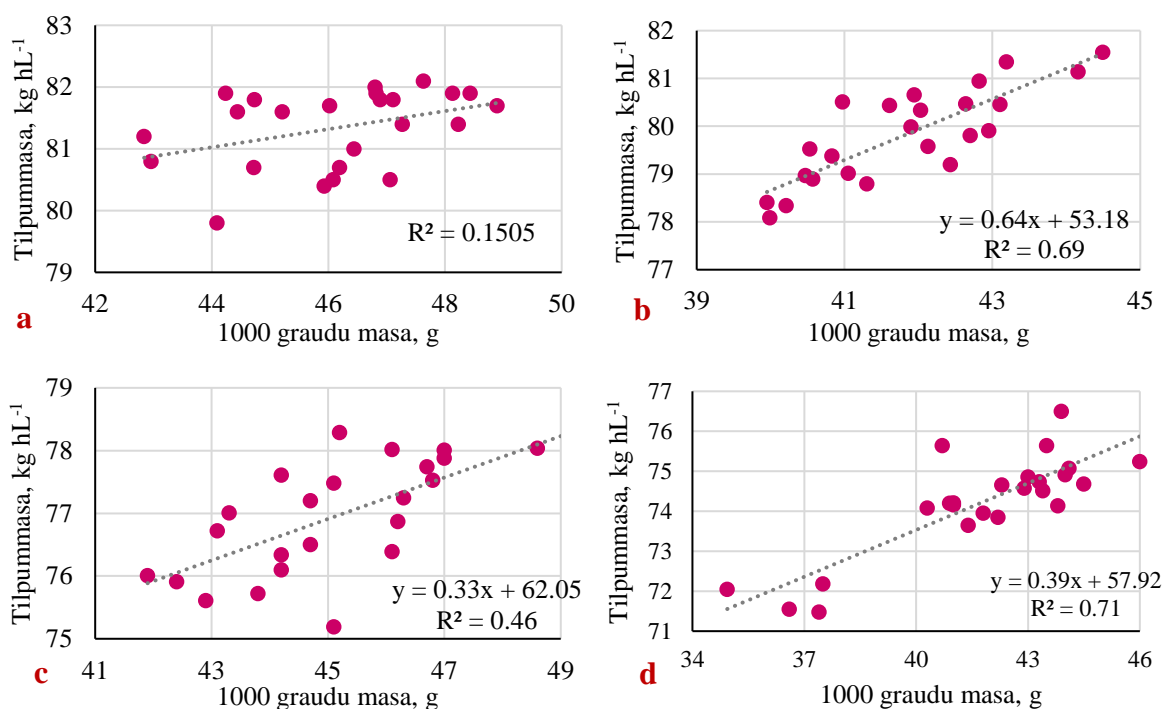 Tilpummasa, kg hL-1
83
82
81
80
79
42
44
46
48
50
R² = 0.1505
1000 graudu masa, g
a
Tilpummasa, kg hL-1
82
81
80
79
78
77
39
41
43
45
y = 0.64x + 53.18
R² = 0.69
1000 graudu masa, g
b
Tilpummasa, kg hL-1
79
78
77
76
75
41
43
45
47
49
y = 0.33x + 62.05
R² = 0.46
1000 graudu masa, g
c
Tilpummasa, kg hL-1
77
76
75
74
73
72
71
34
37
40
43
46
y = 0.39x + 57.92
R² = 0.71
1000 graudu masa, g
d